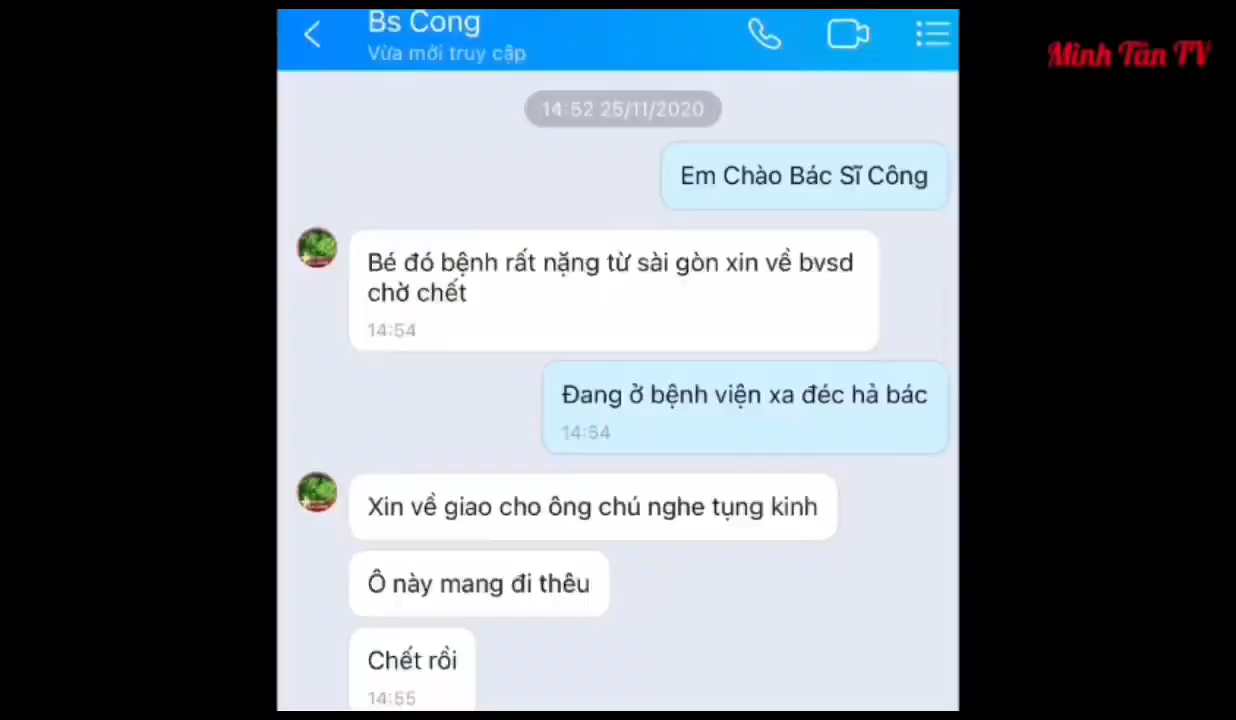 Bs Cong
Vừa mới truy cập
Minh Tân TV
14:52 25/11/2020
Em Chào Bác Sĩ Công
Bé đó bệnh rất nặng từ sài gòn xin về bvsd
chờ chết
14:54
Đang ở bệnh viện xa đéc hả bác
14:54
Xin về giao cho ông chú nghe tụng kinh
Ô này mang đi thêu
Chết rồi
14:55